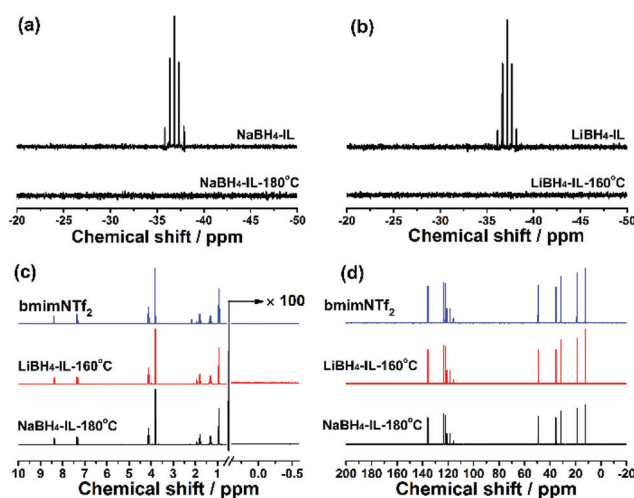 (a)
NaBH₄-IL
NaBH₄-IL-180°C
-20 -25 -30 -35 -40 -45 -50
Chemical shift / ppm
(b)
LiBH₄-IL
LiBH₄-IL-160°C
-20 -25 -30 -35 -40 -45 -50
Chemical shift / ppm
(c)
× 100
bmimNTf₂
LiBH₄-IL-160°C
NaBH₄-IL-180°C
10 9 8 7 6 5 4 3 2 1 0.0 -0.5
Chemical shift / ppm
(d)
bmimNTf₂
LiBH₄-IL-160°C
NaBH₄-IL-180°C
200 180 160 140 120 100 80 60 40 20 0 -20
Chemical shift / ppm